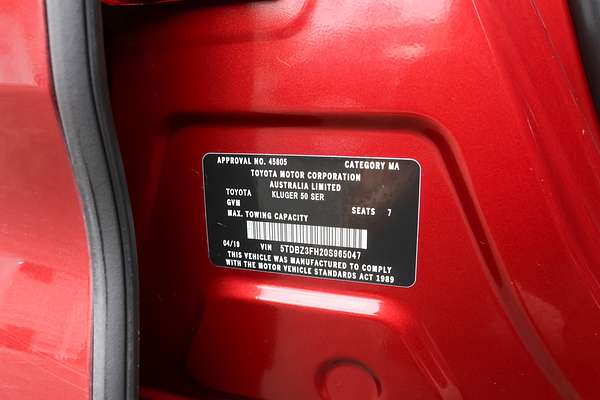 APPROVAL NO. 45805 CATEGORY MA
TOYOTA MOTOR CORPORATION
AUSTRALIA LIMITED
TOYOTA KLUGER 50 SER
GVM SEATS 7
MAX. TOWING CAPACITY
04/19 VIN 5TDBZ3FH20S965047
THIS VEHICLE WAS MANUFACTURED TO COMPLY
WITH THE MOTOR VEHICLE STANDARDS ACT 1989